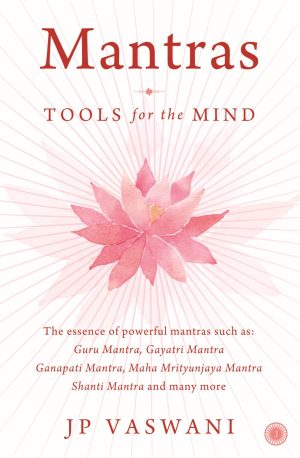 Mantras
TOOLS for the MIND
The essence of powerful mantras such as:
Guru Mantra, Gayatri Mantra
Ganapati Mantra, Maha Mrityunjaya Mantra
Shanti Mantra and many more
JP VASWANI